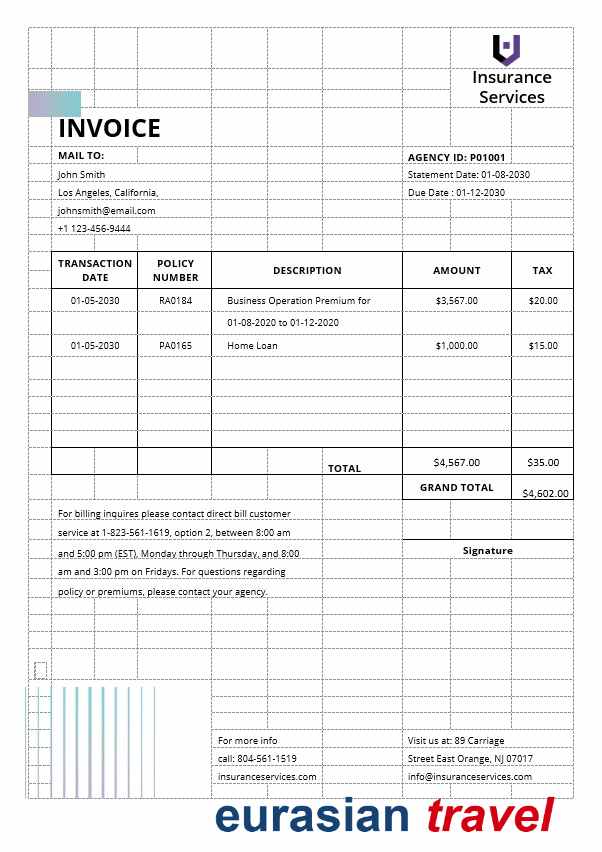 Insurance
Services
INVOICE
MAIL TO:
AGENCY ID: P01001
John Smith
Statement Date: 01-08-2030
Los Angeles, California,
Due Date : 01-12-2030
johnsmith@email.com
+1 123-456-9444
TRANSACTION DATE POLICY NUMBER DESCRIPTION AMOUNT TAX
01-05-2030 RA0184 Business Operation Premium for $3,567.00 $20.00
01-08-2020 to 01-12-2020
01-05-2030 PA0165 Home Loan $1,000.00 $15.00
TOTAL $4,567.00 $35.00
GRAND TOTAL $4,602.00
For billing inquires please contact direct bill customer
service at 1-823-561-1619, option 2, between 8:00 am
and 5:00 pm (EST), Monday through Thursday, and 8:00
am and 3:00 pm on Fridays. For questions regarding
policy or premiums, please contact your agency.
Signature
For more info
call: 804-561-1519
insuranceservices.com
Visit us at: 89 Carriage
Street East Orange, NJ 07017
info@insuranceservices.com
eurasian travel